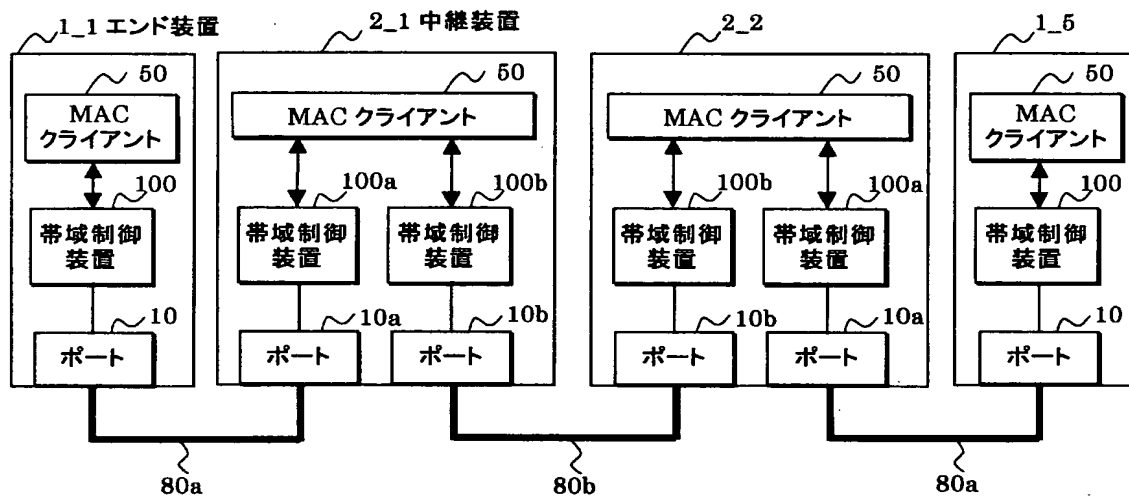 1_1 エンド装置
2_1 中継装置
2_2
1_5
50
50
50
50
MAC
クライアント
MAC クライアント
MAC クライアント
MAC
クライアント
100
100a
100b
100b
100a
100
帯域制御
装置
帯域制御
装置
帯域制御
装置
帯域制御
装置
帯域制御
装置
帯域制御
装置
10
10a
10b
10b
10a
10
ポート
ポート
ポート
ポート
ポート
ポート
80a
80b
80a